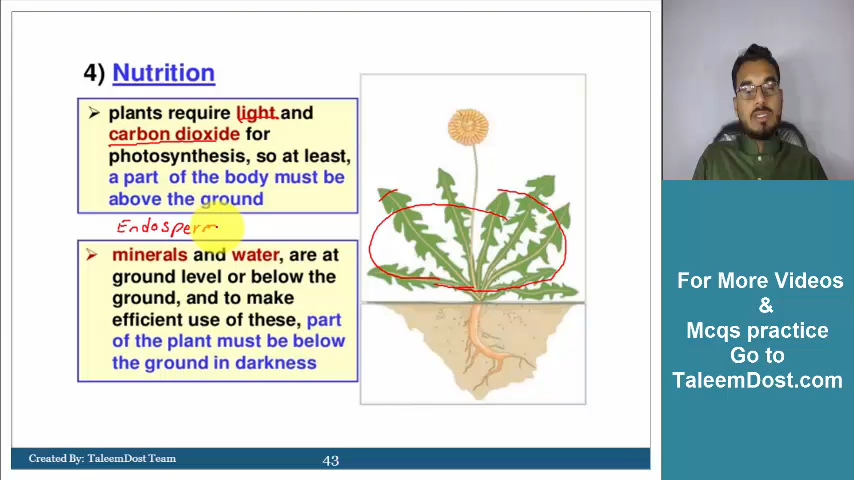 4) Nutrition
➢ plants require light and
carbon dioxide for
photosynthesis, so at least,
a part of the body must be
above the ground
Endosperm
➢ minerals and water, are at
ground level or below the
ground, and to make
efficient use of these, part
of the plant must be below
the ground in darkness
For More Videos
&
Mcqs practice
Go to
TaleemDost.com
Created By: TaleemDost Team
43